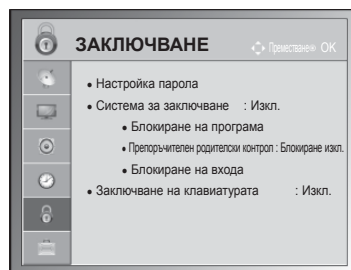 ЗАКЛЮЧВАНЕ
Преместване OK
• Настройка парола
• Система за заключване : Изкл.
• Блокиране на програма
• Препоръчителен родителски контрол : Блокиране изкл.
• Блокиране на входа
• Заключване на клавиатурата : Изкл.